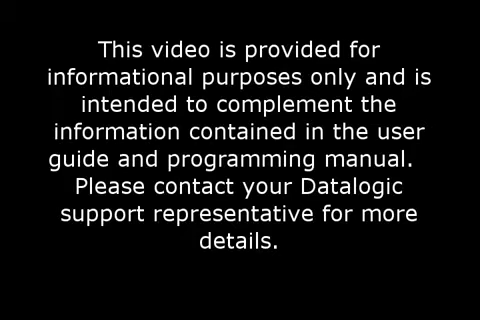 This video is provided for
informational purposes only and is
intended to complement the
information contained in the user
guide and programming manual.
Please contact your Datalogic
support representative for more
details.